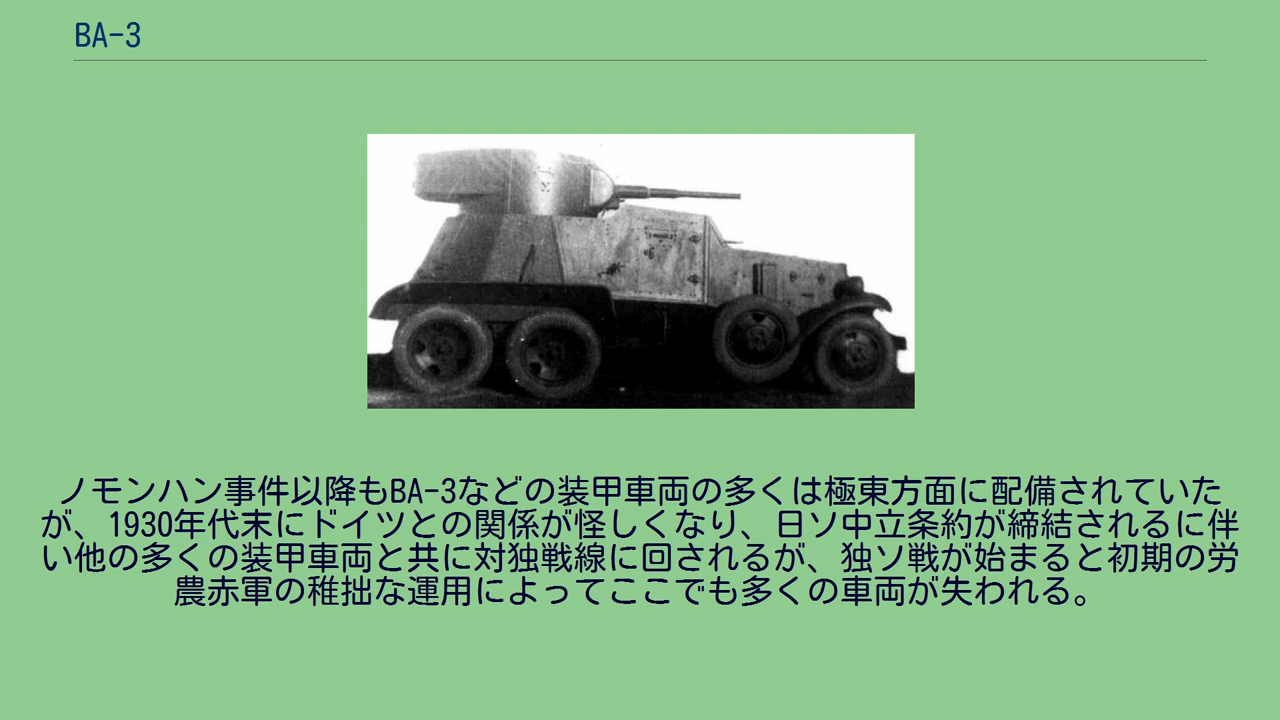 BA-3
ノモンハン事件以降もBA-3などの装甲車両の多くは極東方面に配備されていた
が、1930年代末にドイツとの関係が怪しくなり、日ソ中立条約が締結されるに伴
い他の多くの装甲車両と共に対独戦線に回されるが、独ソ戦が始まると初期の労
農赤軍の稚拙な運用によってここでも多くの車両が失われる。